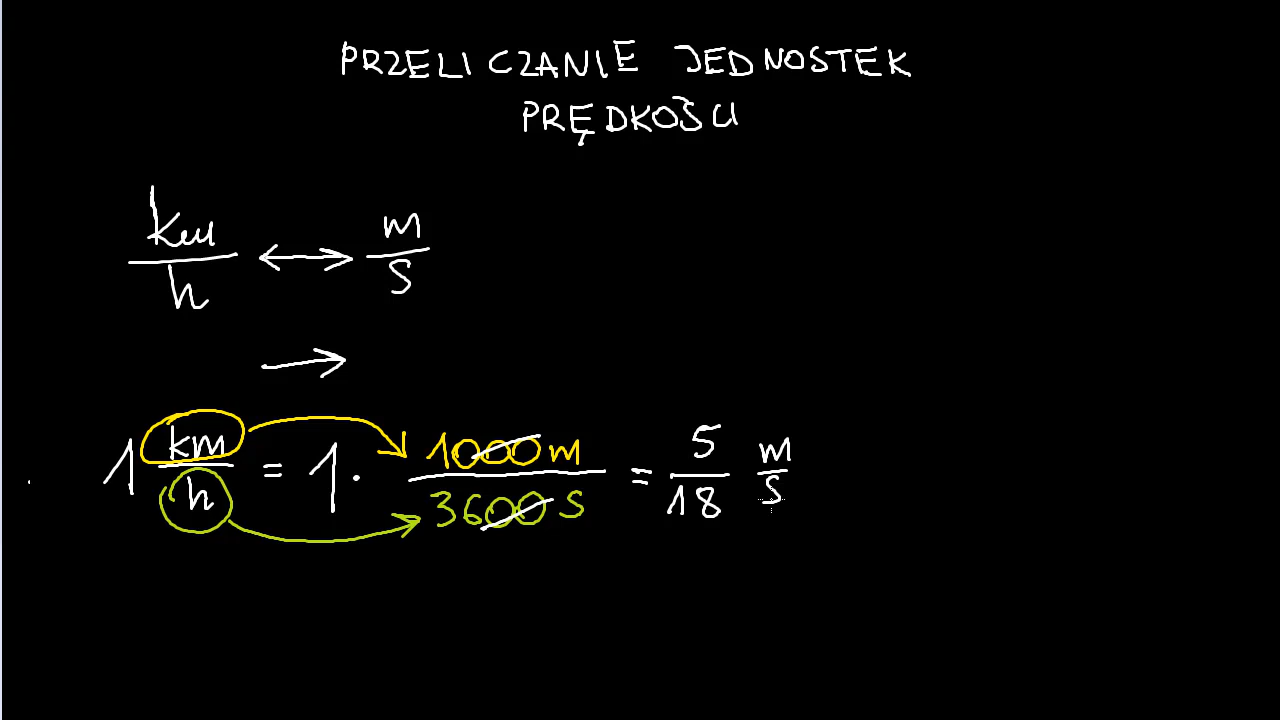 PRZELICZANIE JEDNOSTEK
PRĘDKOŚCI
km/h ↔ m/s
→
1 km/h = 1 · 1000 m / 3600 s = 5/18 m/s